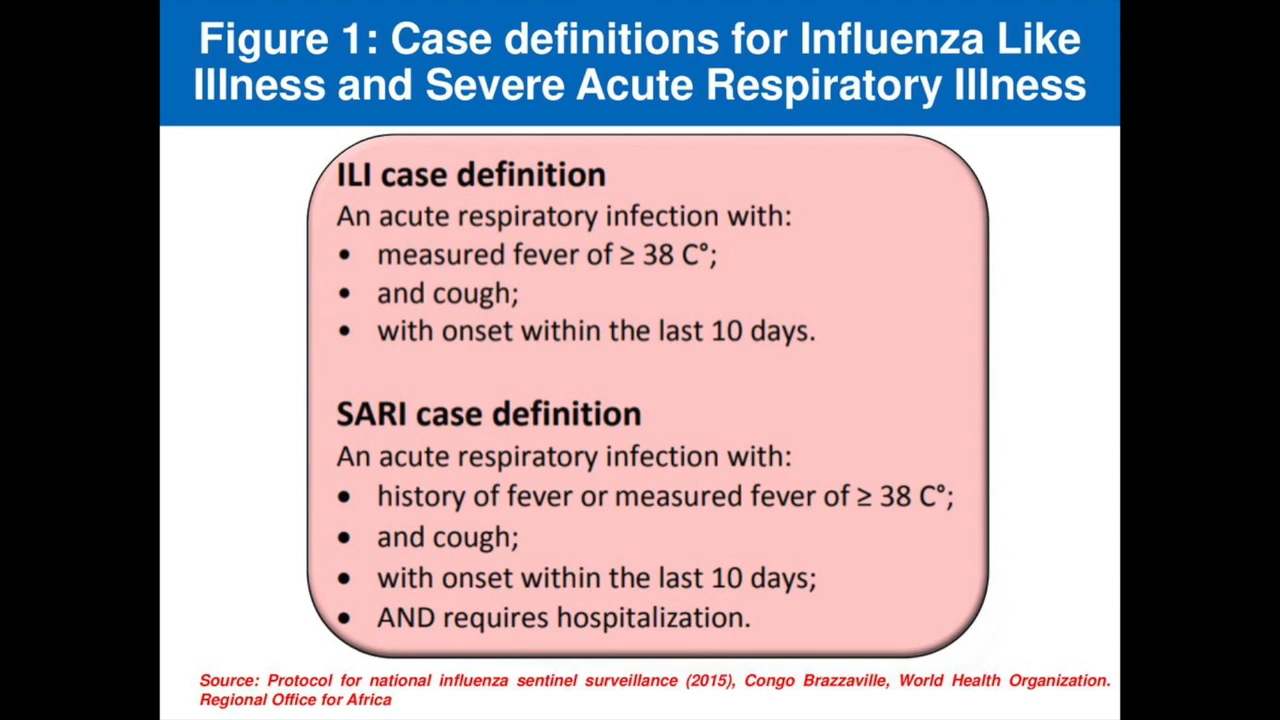 Figure 1: Case definitions for Influenza Like
Illness and Severe Acute Respiratory Illness
ILI case definition
An acute respiratory infection with:
• measured fever of ≥ 38 C°;
• and cough;
• with onset within the last 10 days.
SARI case definition
An acute respiratory infection with:
• history of fever or measured fever of ≥ 38 C°;
• and cough;
• with onset within the last 10 days;
• AND requires hospitalization.
Source: Protocol for national influenza sentinel surveillance (2015), Congo Brazzaville, World Health Organization.
Regional Office for Africa